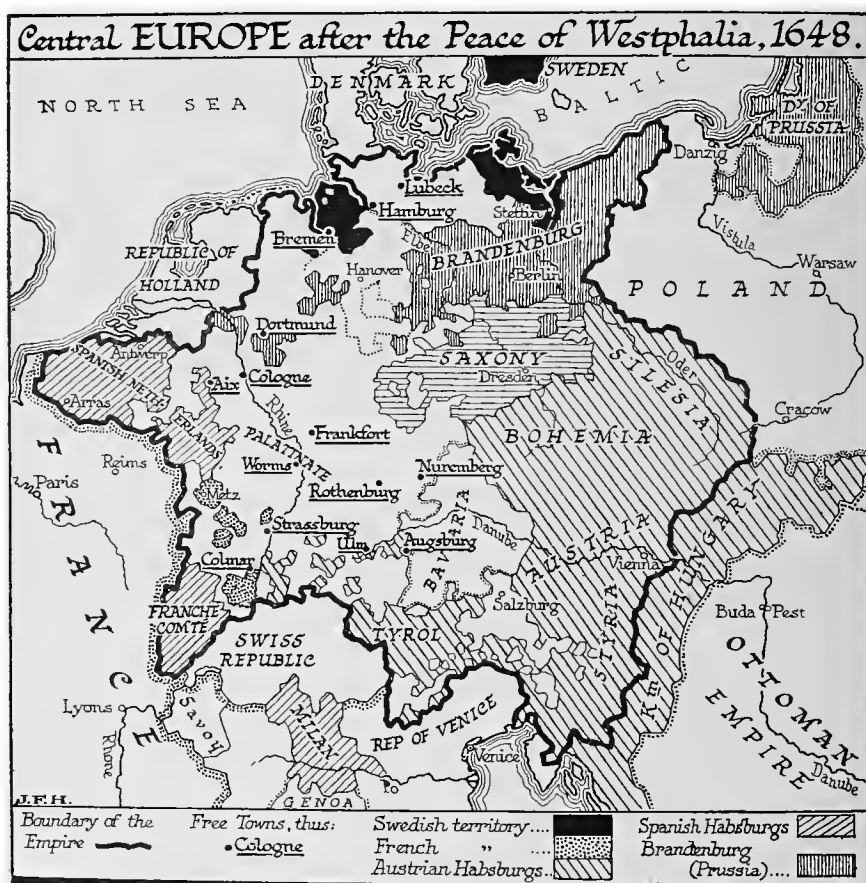 Central EUROPE after the Peace of Westphalia, 1648.
NORTH SEA
DENMARK
SWEDEN
BALTIC
Dy. OF PRUSSIA
Danzig
Lübeck
Hamburg
Stettin
Bremen
Elbe
BRANDENBURG
Vistula
REPUBLIC OF HOLLAND
Hanover
Berlin
Warsaw
POLAND
Dortmund
Antwerp
SPANISH NETHERLANDS
SAXONY
SILESIA
Oder
Aix
Cologne
Dresden
Arras
Rhine
Cracow
Frankfort
BOHEMIA
FRANCE
Reims
PALATINATE
Worms
Nuremberg
Paris
Metz
Rothenburg
Strassburg
Ulm
Augsburg
Danube
BAVARIA
AUSTRIA
Vienna
Colmar
Km. OF HUNGARY
FRANCHE COMTÉ
Salzburg
STYRIA
Buda
Pest
SWISS REPUBLIC
TYROL
OTTOMAN EMPIRE
Lyons
Savoy
MILAN
REP OF VENICE
Rhone
Venice
Danube
Po
GENOA
J.F.H.
Boundary of the Empire
Free Towns, thus:
Cologne
Swedish territory....
French " ....
Austrian Habsburgs..
Spanish Habsburgs
Brandenburg (Prussia)....